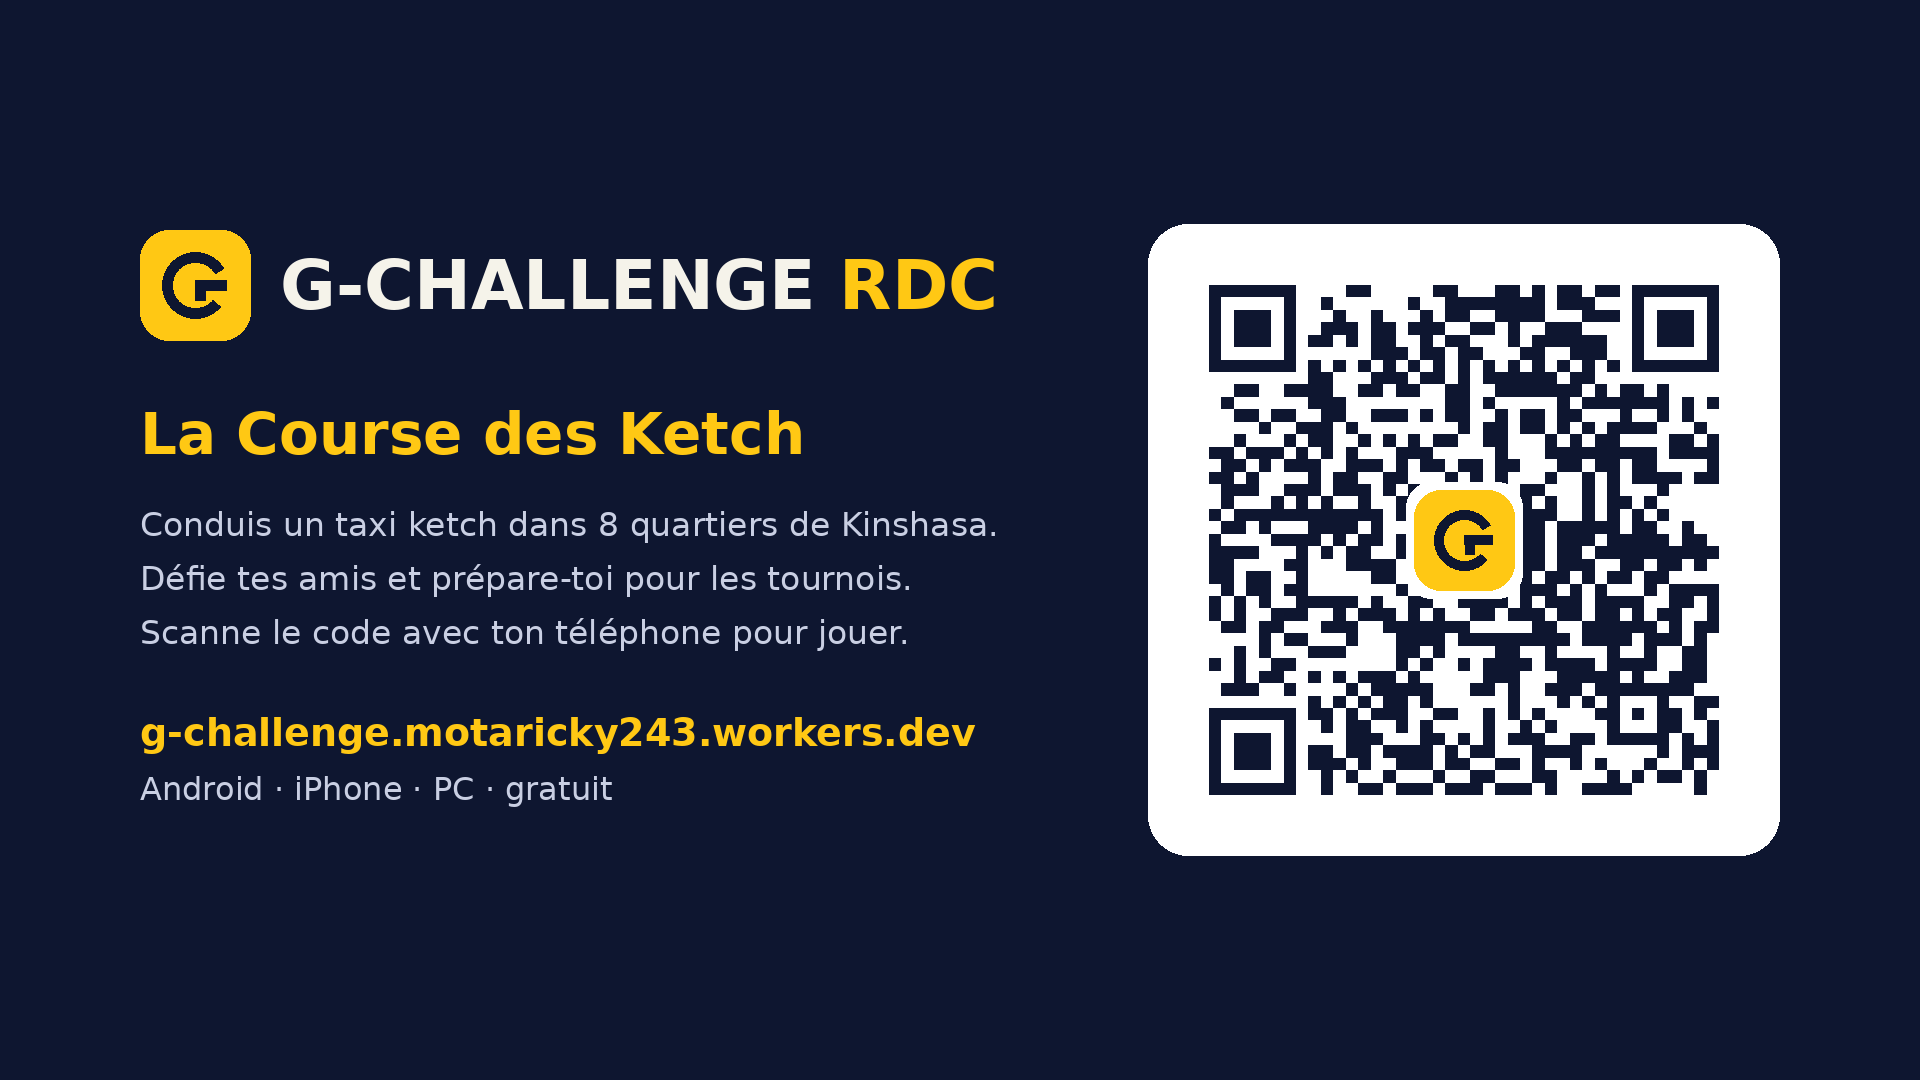 G-CHALLENGE RDC
La Course des Ketch
Conduis un taxi ketch dans 8 quartiers de Kinshasa.
Défie tes amis et prépare-toi pour les tournois.
Scanne le code avec ton téléphone pour jouer.
g-challenge.motaricky243.workers.dev
Android · iPhone · PC · gratuit